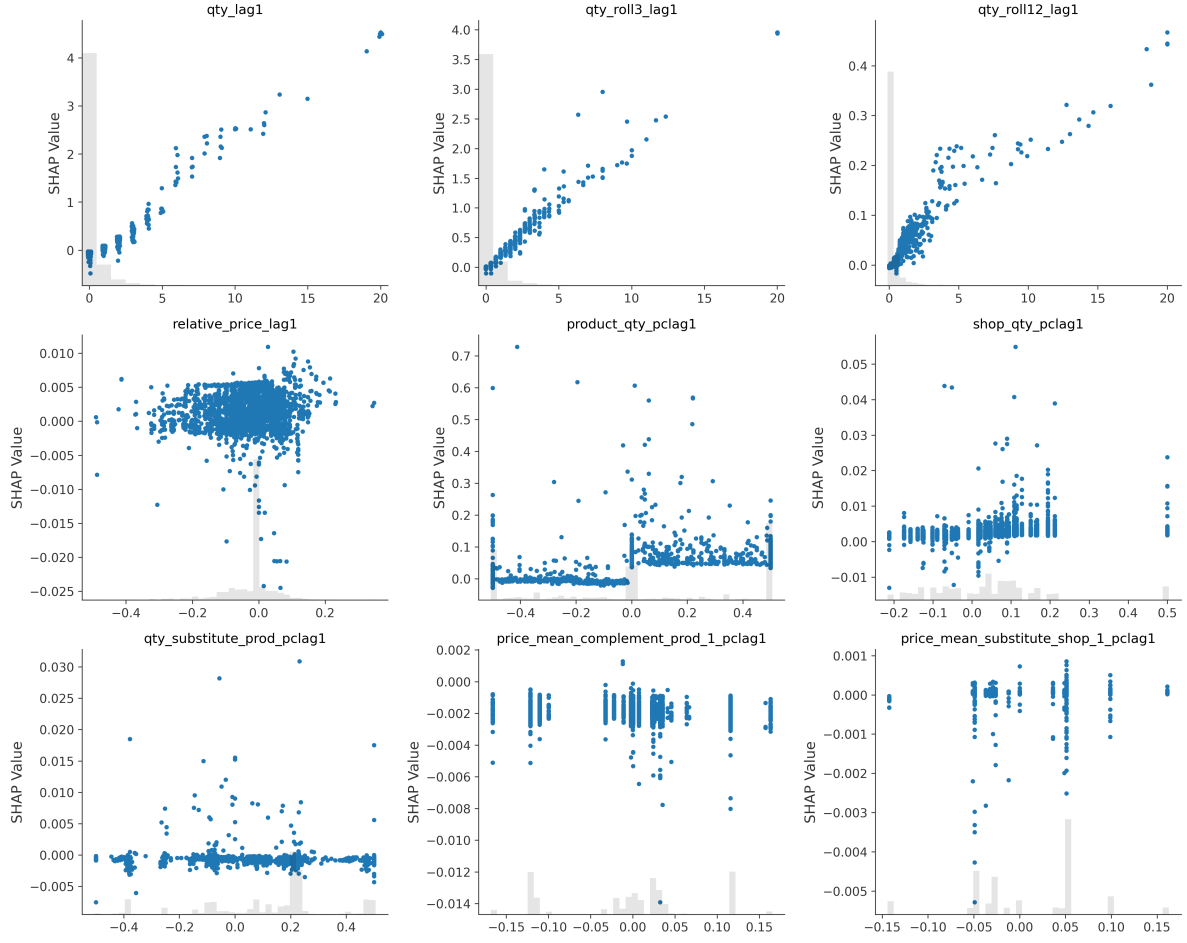 qty_lag1
qty_roll3_lag1
qty_roll12_lag1
SHAP Value
4
3
2
1
0
0 5 10 15 20
SHAP Value
4.0
3.5
3.0
2.5
2.0
1.5
1.0
0.5
0.0
0 5 10 15 20
SHAP Value
0.4
0.3
0.2
0.1
0.0
0 5 10 15 20
relative_price_lag1
product_qty_pclag1
shop_qty_pclag1
SHAP Value
0.010
0.005
0.000
−0.005
−0.010
−0.015
−0.020
−0.025
−0.4 −0.2 0.0 0.2
SHAP Value
0.7
0.6
0.5
0.4
0.3
0.2
0.1
0.0
−0.4 −0.2 0.0 0.2 0.4
SHAP Value
0.05
0.04
0.03
0.02
0.01
0.00
−0.01
−0.2 −0.1 0.0 0.1 0.2 0.3 0.4 0.5
qty_substitute_prod_pclag1
price_mean_complement_prod_1_pclag1
price_mean_substitute_shop_1_pclag1
SHAP Value
0.030
0.025
0.020
0.015
0.010
0.005
0.000
−0.005
−0.4 −0.2 0.0 0.2 0.4
SHAP Value
0.002
0.000
−0.002
−0.004
−0.006
−0.008
−0.010
−0.012
−0.014
−0.15 −0.10 −0.05 0.00 0.05 0.10 0.15
SHAP Value
0.001
0.000
−0.001
−0.002
−0.003
−0.004
−0.005
−0.15 −0.10 −0.05 0.00 0.05 0.10 0.15